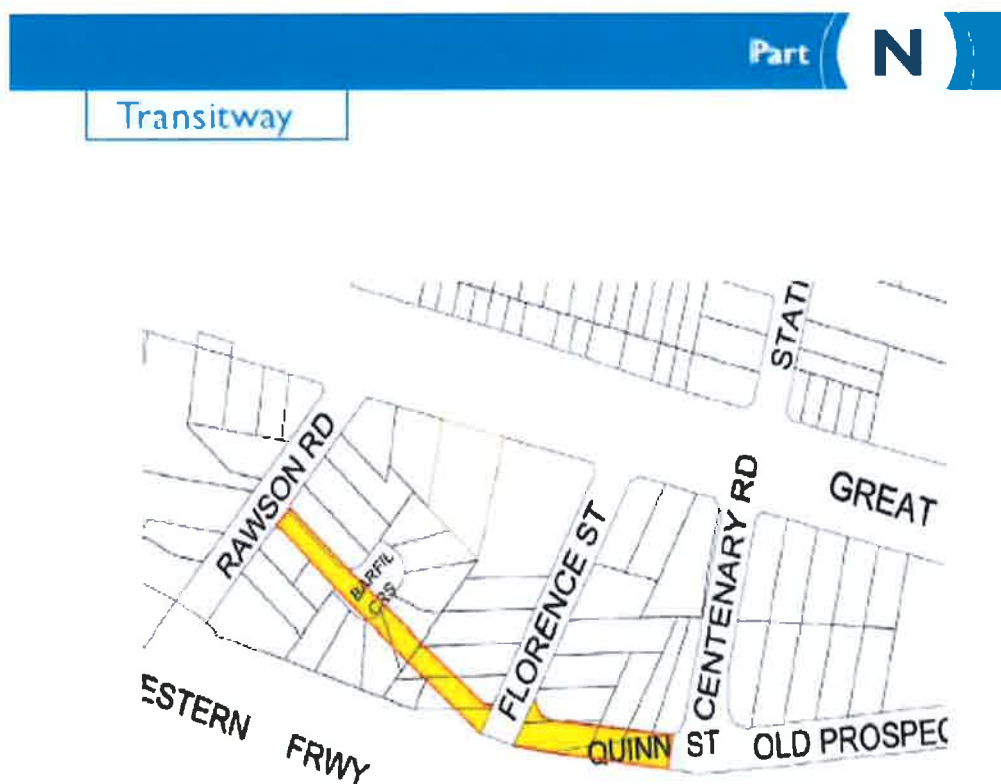 Part N
Transitway
STATI
RAWSON RD
GREAT
BARFIL
CRS
FLORENCE ST
CENTENARY RD
ESTERN FRWY
QUINN ST
OLD PROSPEC